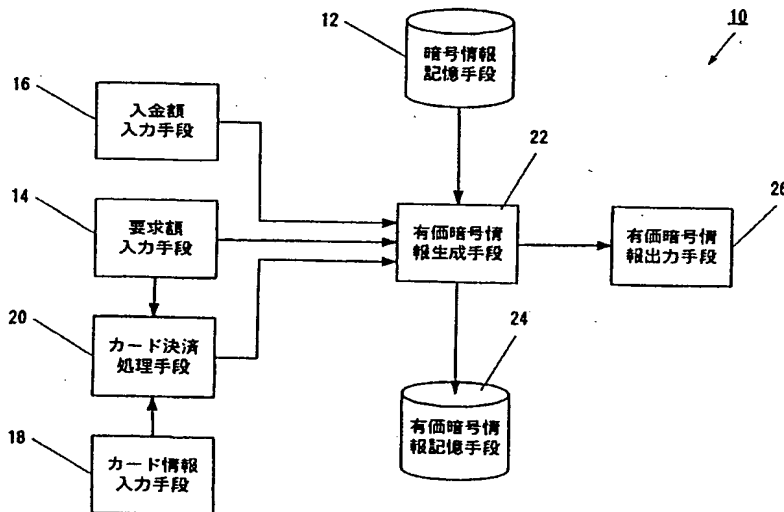 10
12
暗号情報
記憶手段
16
入金額
入力手段
22
14
要求額
入力手段
有価暗号情
報生成手段
26
有価暗号情
報出力手段
20
カード決済
処理手段
24
有価暗号情
報記憶手段
18
カード情報
入力手段